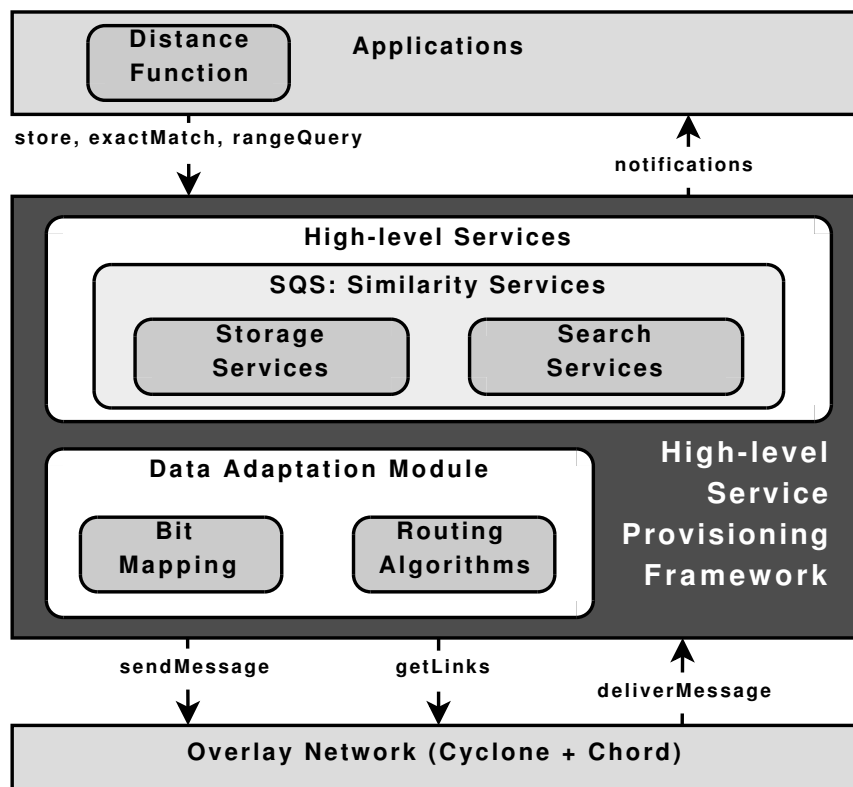 Distance
Function
Applications
store, exactMatch, rangeQuery
notifications
High-level Services
SQS: Similarity Services
Storage
Services
Search
Services
Data Adaptation Module
Bit
Mapping
Routing
Algorithms
High-level
Service
Provisioning
Framework
sendMessage
getLinks
deliverMessage
Overlay Network (Cyclone + Chord)